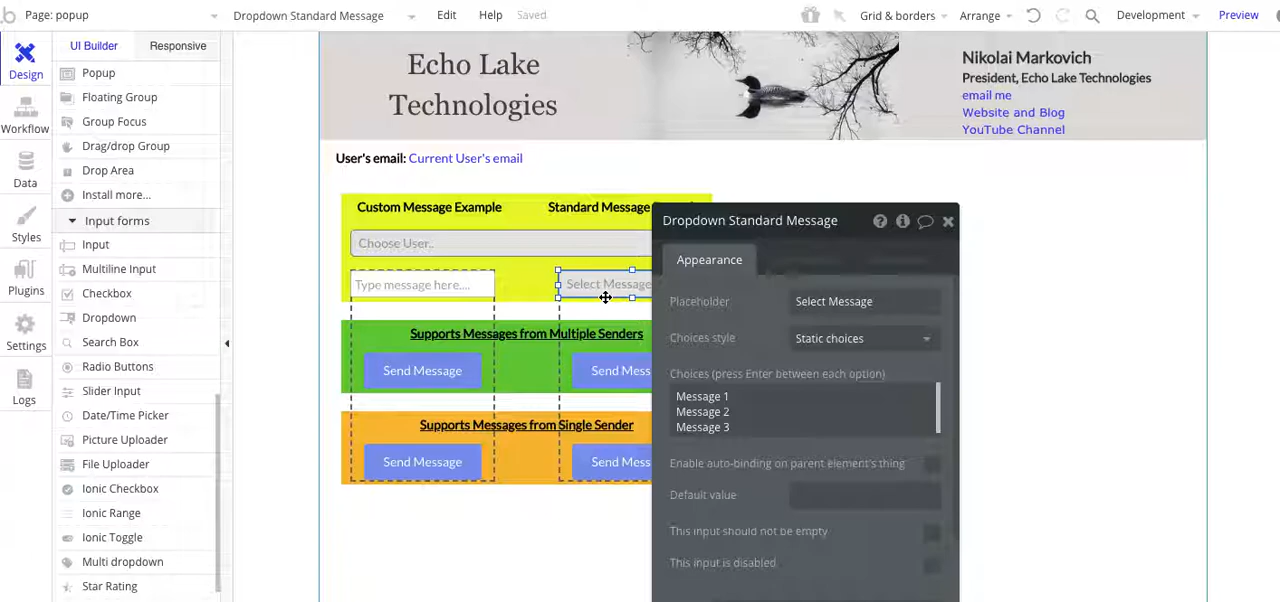 Page: popup
Dropdown Standard Message
Edit
Help
Saved
Grid & borders
Arrange
Development
Preview
Design
Workflow
Data
Styles
Plugins
Settings
Logs
UI Builder
Responsive
Popup
Floating Group
Group Focus
Drag/drop Group
Drop Area
Install more...
Input forms
Input
Multiline Input
Checkbox
Dropdown
Search Box
Radio Buttons
Slider Input
Date/Time Picker
Picture Uploader
File Uploader
Ionic Checkbox
Ionic Range
Ionic Toggle
Multi dropdown
Star Rating
Echo Lake
Technologies
Nikolai Markovich
President, Echo Lake Technologies
email me
Website and Blog
YouTube Channel
User's email: Current User's email
Custom Message Example
Standard Message
Choose User..
Type message here....
Select Message
Supports Messages from Multiple Senders
Send Message
Send Mess
Supports Messages from Single Sender
Send Message
Send Mess
Dropdown Standard Message
Appearance
Placeholder
Select Message
Choices style
Static choices
Choices (press Enter between each option)
Message 1
Message 2
Message 3
Enable auto-binding on parent element's thing
Default value
This input should not be empty
This input is disabled